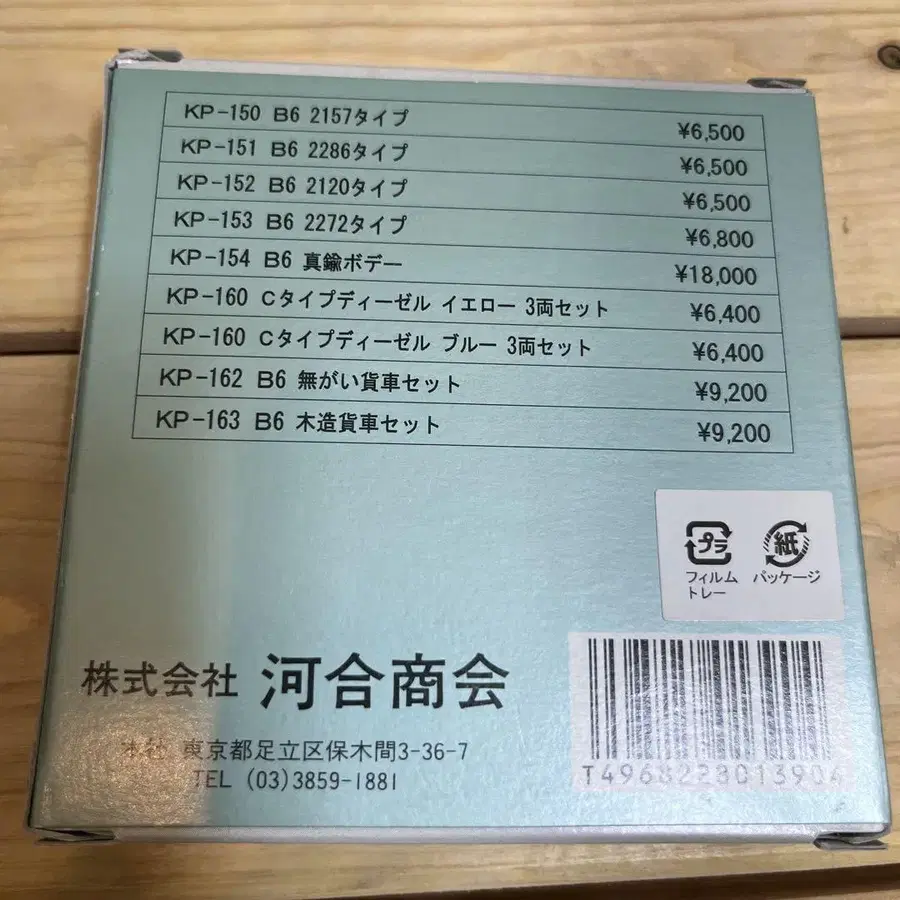 KP-150 B6 2157タイプ ¥6,500
KP-151 B6 2286タイプ ¥6,500
KP-152 B6 2120タイプ ¥6,500
KP-153 B6 2272タイプ ¥6,800
KP-154 B6 真鍮ボデー ¥18,000
KP-160 Cタイプディーゼル イエロー 3両セット ¥6,400
KP-160 Cタイプディーゼル ブルー 3両セット ¥6,400
KP-162 B6 無がい貨車セット ¥9,200
KP-163 B6 木造貨車セット ¥9,200
プラ 紙
フィルム パッケージ
トレー
株式会社 河合商会
本社 東京都足立区保木間3-36-7
TEL (03)3859-1881
T4968223013904